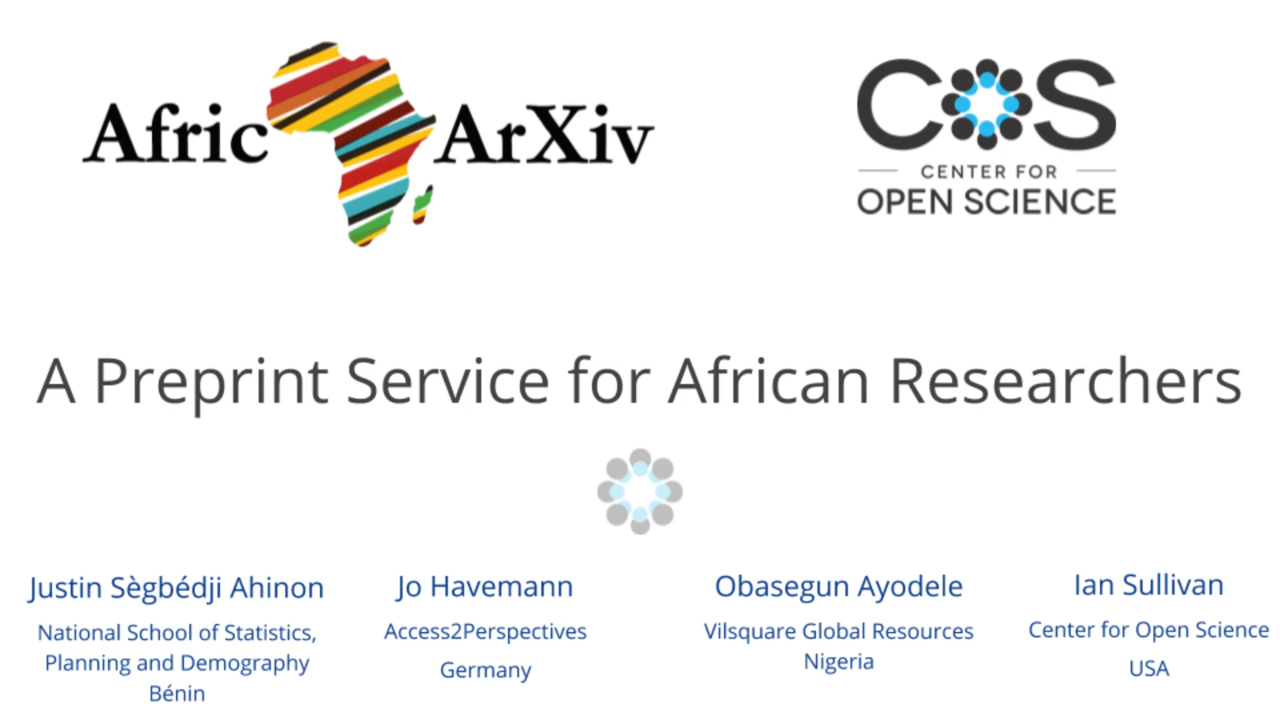 Afric ArXiv
COS
CENTER FOR
OPEN SCIENCE
A Preprint Service for African Researchers
Justin Sègbédji Ahinon
National School of Statistics,
Planning and Demography
Bénin
Jo Havemann
Access2Perspectives
Germany
Obasegun Ayodele
Vilsquare Global Resources
Nigeria
Ian Sullivan
Center for Open Science
USA